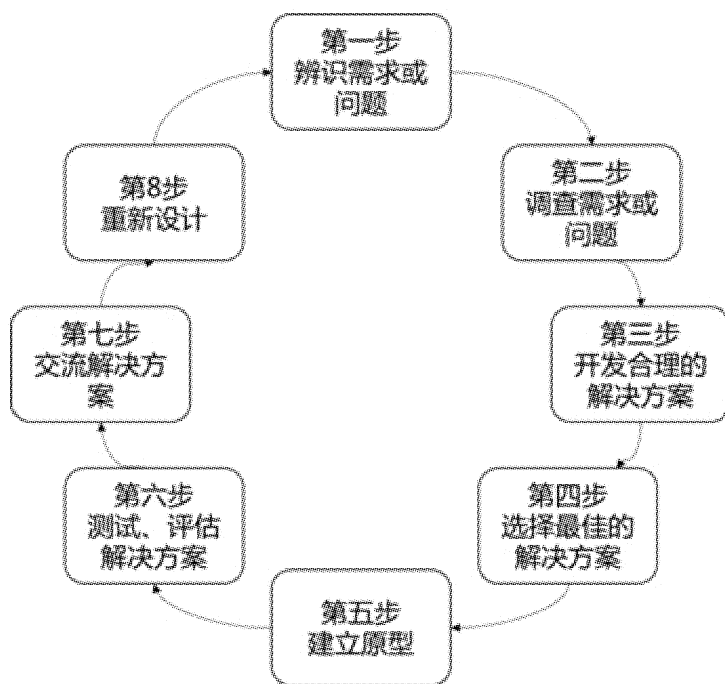 第一步
辨识需求或
问题
第二步
调查需求或
问题
第三步
开发合理的
解决方案
第四步
选择最佳的
解决方案
第五步
建立原型
第六步
测试、评估
解决方案
第七步
交流解决方
案
第8步
重新设计